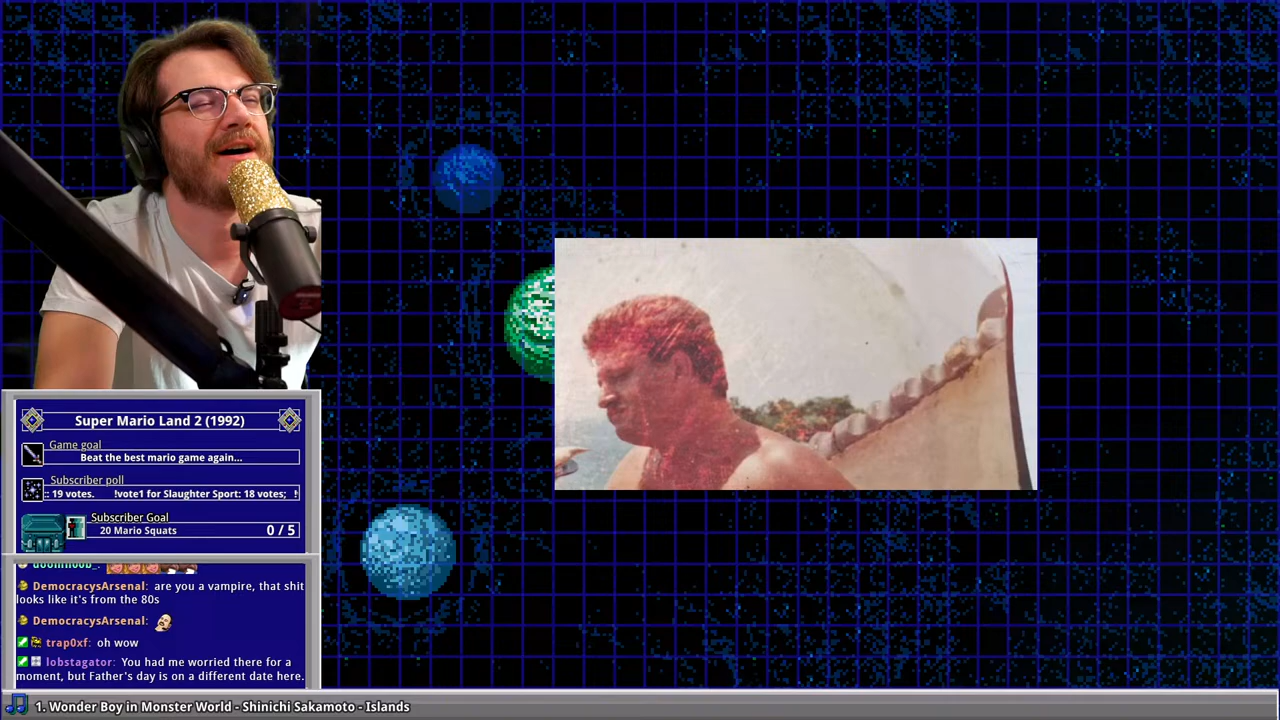 Super Mario Land 2 (1992)
Game goal
Beat the best mario game again...
Subscriber poll
:: 19 votes. !vote1 for Slaughter Sport: 18 votes; !
Subscriber Goal
20 Mario Squats 0 / 5
DemocracysArsenal: are you a vampire, that shit
looks like it's from the 80s
DemocracysArsenal:
trap0xf: oh wow
lobstagator: You had me worried there for a
moment, but Father's day is on a different date here.
1. Wonder Boy in Monster World - Shinichi Sakamoto - Islands